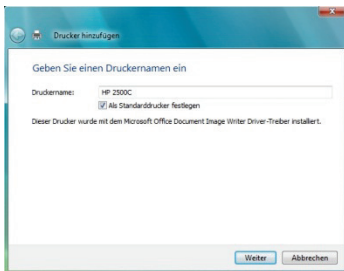 Drucker hinzufügen
Geben Sie einen Druckernamen ein
Druckername: HP 2500C
Als Standarddrucker festlegen
Dieser Drucker wurde mit dem Microsoft Office Document Image Writer Driver-Treiber installiert.
Weiter Abbrechen